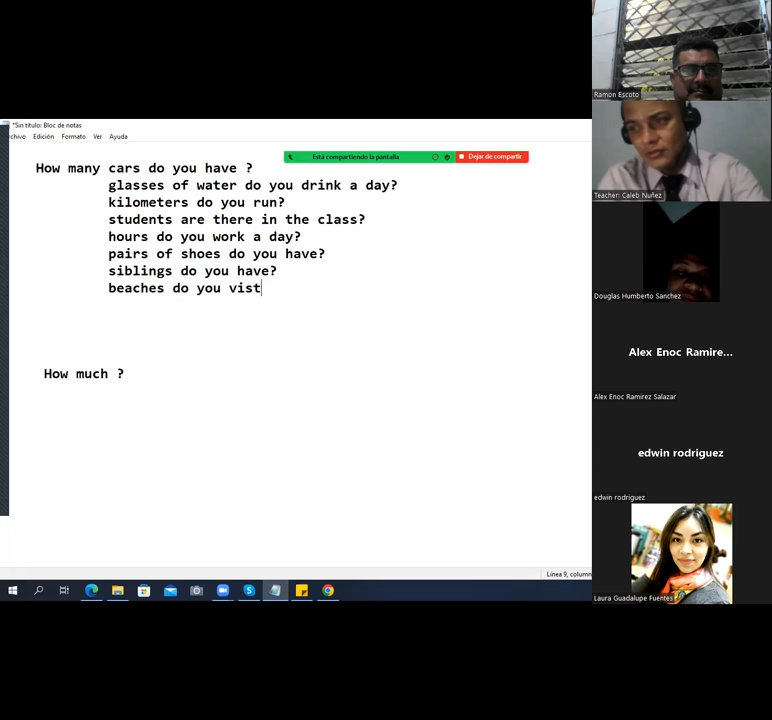 *Sin título: Bloc de notas
rchivo Edición Formato Ver Ayuda
Está compartiendo la pantalla Dejar de compartir
How many cars do you have ?
glasses of water do you drink a day?
kilometers do you run?
students are there in the class?
hours do you work a day?
pairs of shoes do you have?
siblings do you have?
beaches do you vist
How much ?
Línea 9, column
Ramon Escoto
Teacher: Caleb Nuñez
Douglas Humberto Sanchez
Alex Enoc Ramire...
Alex Enoc Ramirez Salazar
edwin rodriguez
edwin rodriguez
Laura Guadalupe Fuentes